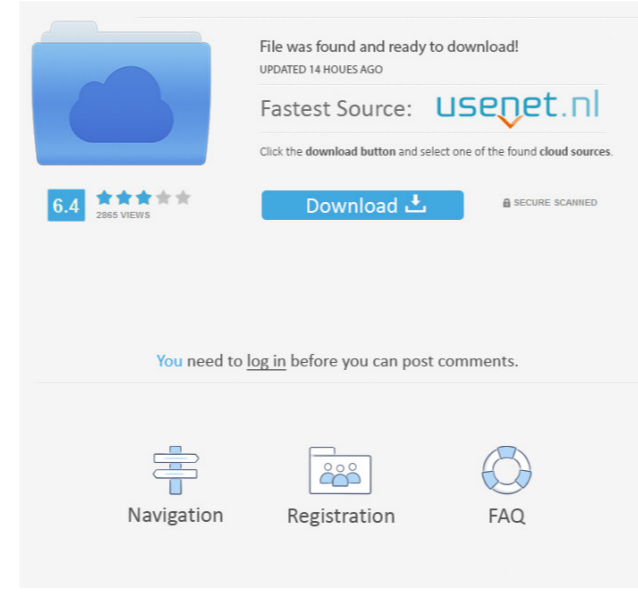 File was found and ready to download!
UPDATED 14 HOUES AGO
Fastest Source: usenet.nl
Click the download button and select one of the found cloud sources.
6.4
2865 VIEWS
Download
SECURE SCANNED
You need to log in before you can post comments.
Navigation
Registration
FAQ